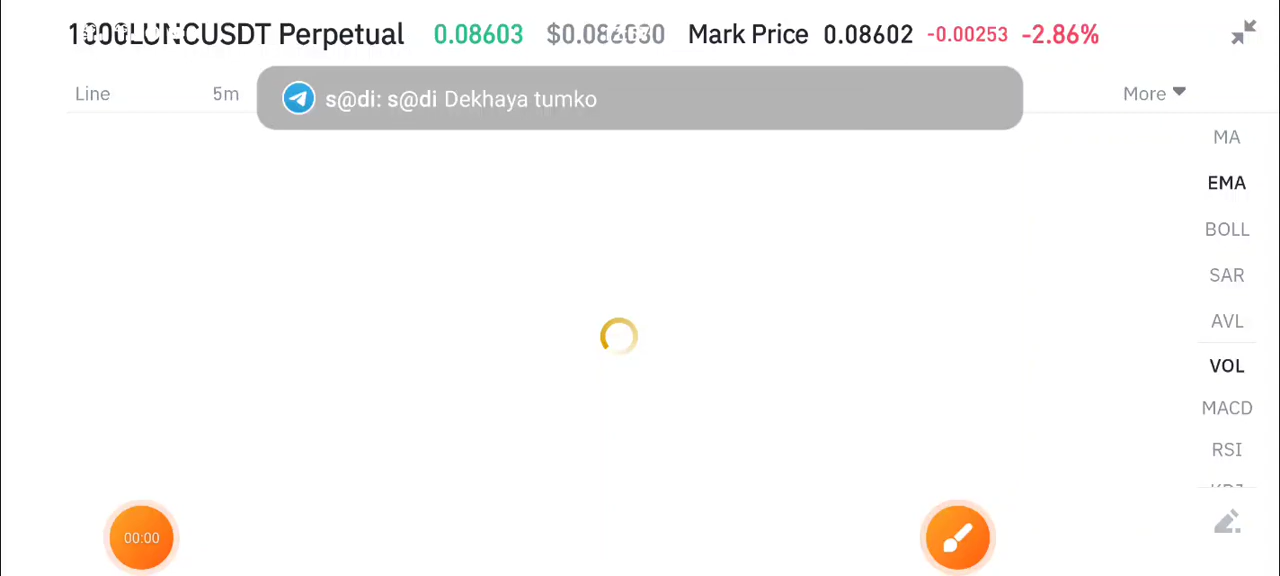 1000LUNCUSDT Perpetual 0.08603 Mark Price 0.08602 -0.00253 -2.86%
s@di: s@di Dekhaya tumko
Line 5m More
MA
EMA
BOLL
SAR
AVL
VOL
MACD
RSI
00:00